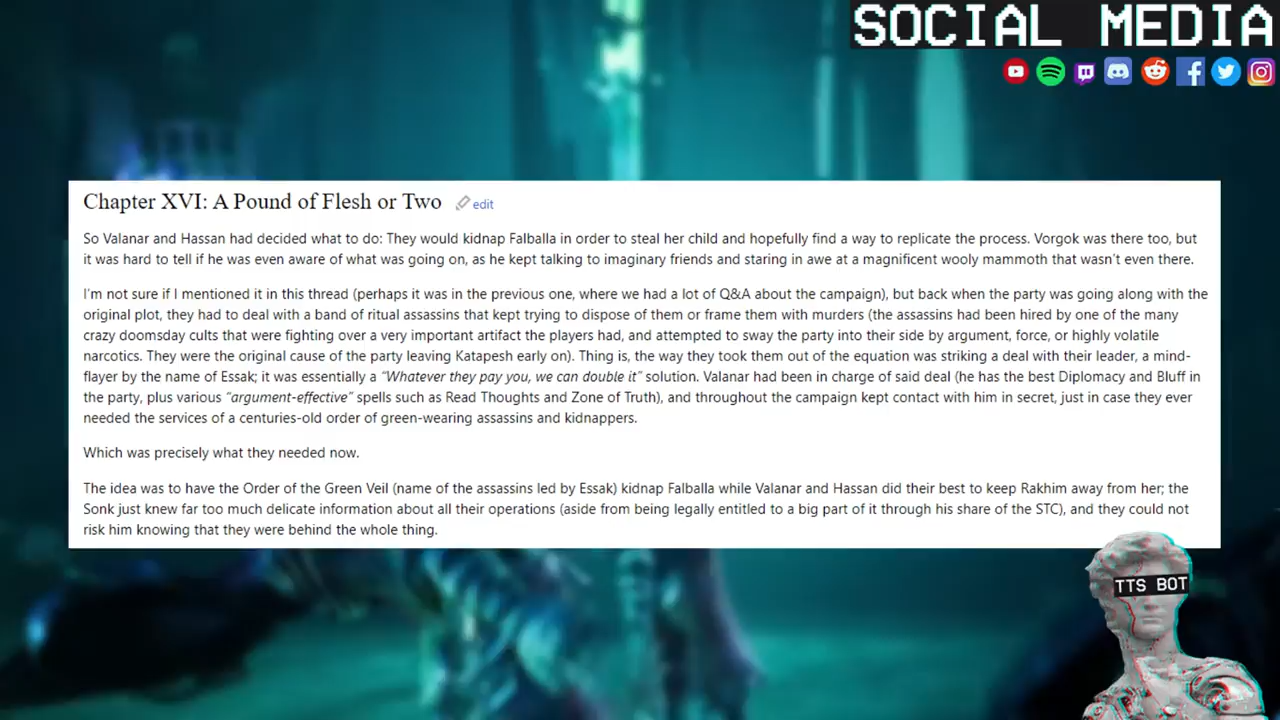 SOCIAL MEDIA
Chapter XVI: A Pound of Flesh or Two edit
So Valanar and Hassan had decided what to do: They would kidnap Falballa in order to steal her child and hopefully find a way to replicate the process. Vorgok was there too, but
it was hard to tell if he was even aware of what was going on, as he kept talking to imaginary friends and staring in awe at a magnificent wooly mammoth that wasn't even there.
I'm not sure if I mentioned it in this thread (perhaps it was in the previous one, where we had a lot of Q&A about the campaign), but back when the party was going along with the
original plot, they had to deal with a band of ritual assassins that kept trying to dispose of them or frame them with murders (the assassins had been hired by one of the many
crazy doomsday cults that were fighting over a very important artifact the players had, and attempted to sway the party into their side by argument, force, or highly volatile
narcotics. They were the original cause of the party leaving Katapesh early on). Thing is, the way they took them out of the equation was striking a deal with their leader, a mind-
flayer by the name of Essak; it was essentially a "Whatever they pay you, we can double it" solution. Valanar had been in charge of said deal (he has the best Diplomacy and Bluff in
the party, plus various "argument-effective" spells such as Read Thoughts and Zone of Truth), and throughout the campaign kept contact with him in secret, just in case they ever
needed the services of a centuries-old order of green-wearing assassins and kidnappers.
Which was precisely what they needed now.
The idea was to have the Order of the Green Veil (name of the assassins led by Essak) kidnap Falballa while Valanar and Hassan did their best to keep Rakhim away from her; the
Sonk just knew far too much delicate information about all their operations (aside from being legally entitled to a big part of it through his share of the STC), and they could not
risk him knowing that they were behind the whole thing.
TTS BOT